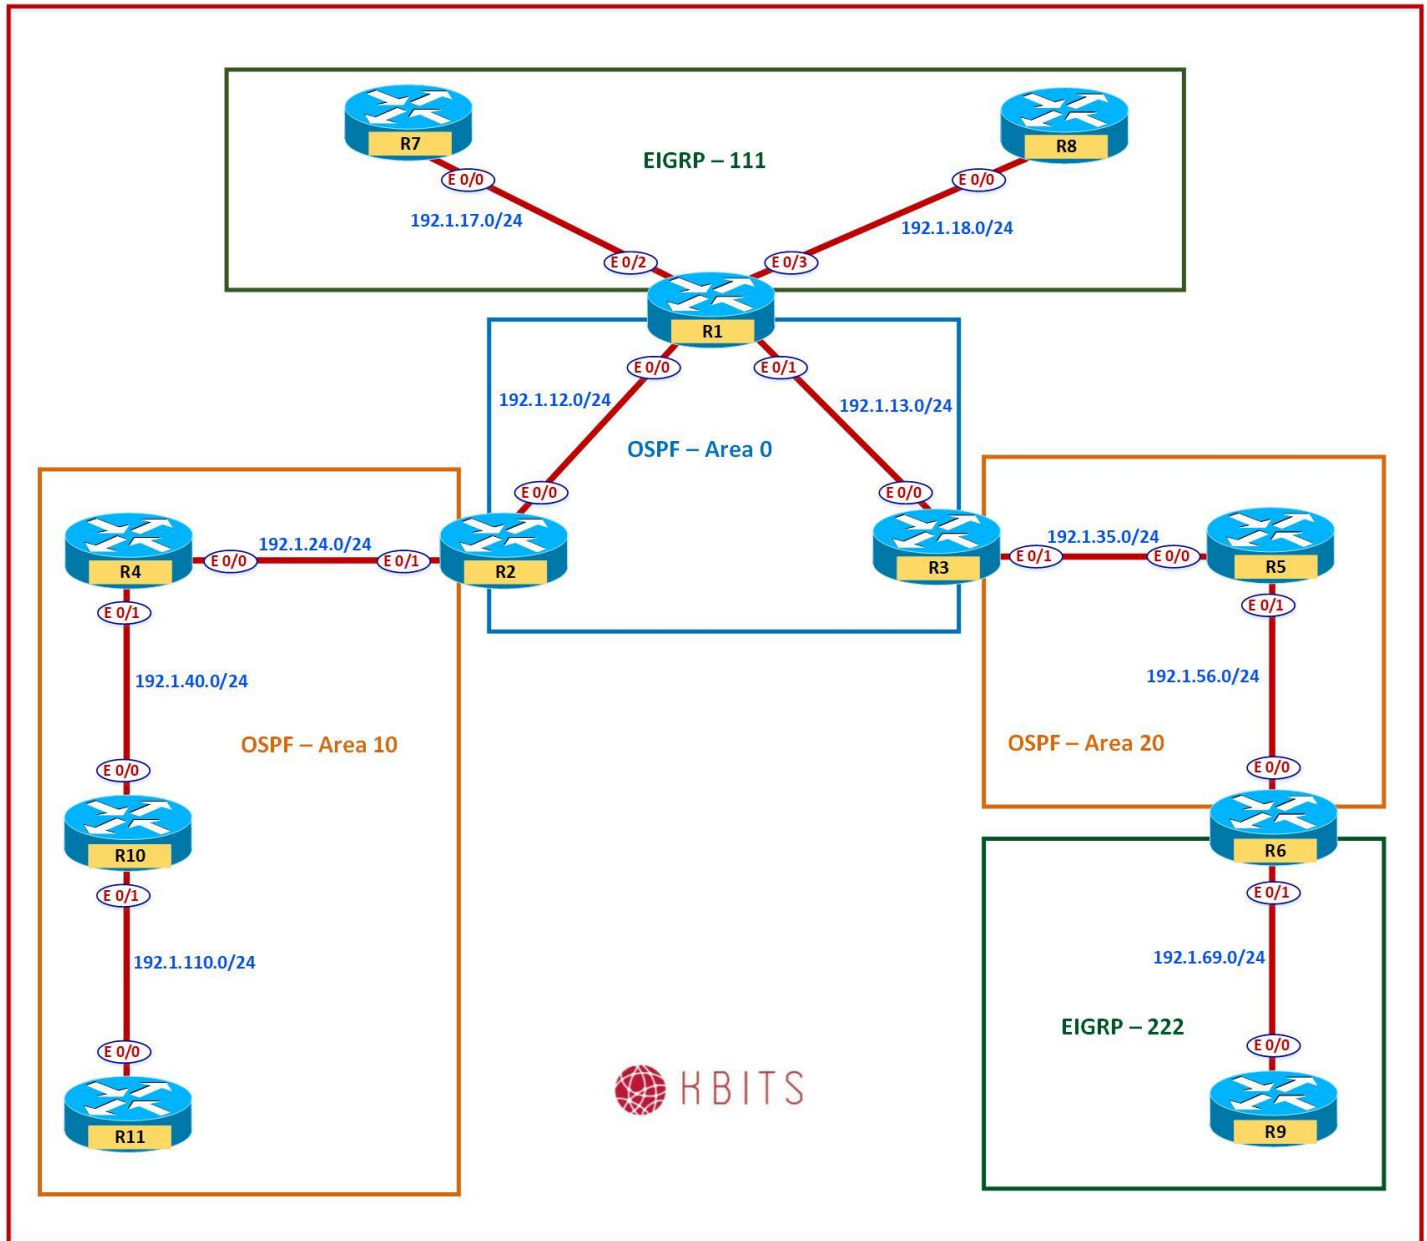 R7
R8
EIGRP – 111
E 0/0
E 0/0
192.1.17.0/24
192.1.18.0/24
E 0/2
E 0/3
R1
E 0/0
E 0/1
192.1.12.0/24
192.1.13.0/24
OSPF – Area 0
E 0/0
E 0/0
192.1.24.0/24
192.1.35.0/24
E 0/0
E 0/1
E 0/1
E 0/0
R4
R2
R3
R5
E 0/1
E 0/1
192.1.40.0/24
192.1.56.0/24
OSPF – Area 10
OSPF – Area 20
E 0/0
E 0/0
R10
R6
E 0/1
E 0/1
192.1.110.0/24
192.1.69.0/24
EIGRP – 222
E 0/0
E 0/0
KBITS
R11
R9